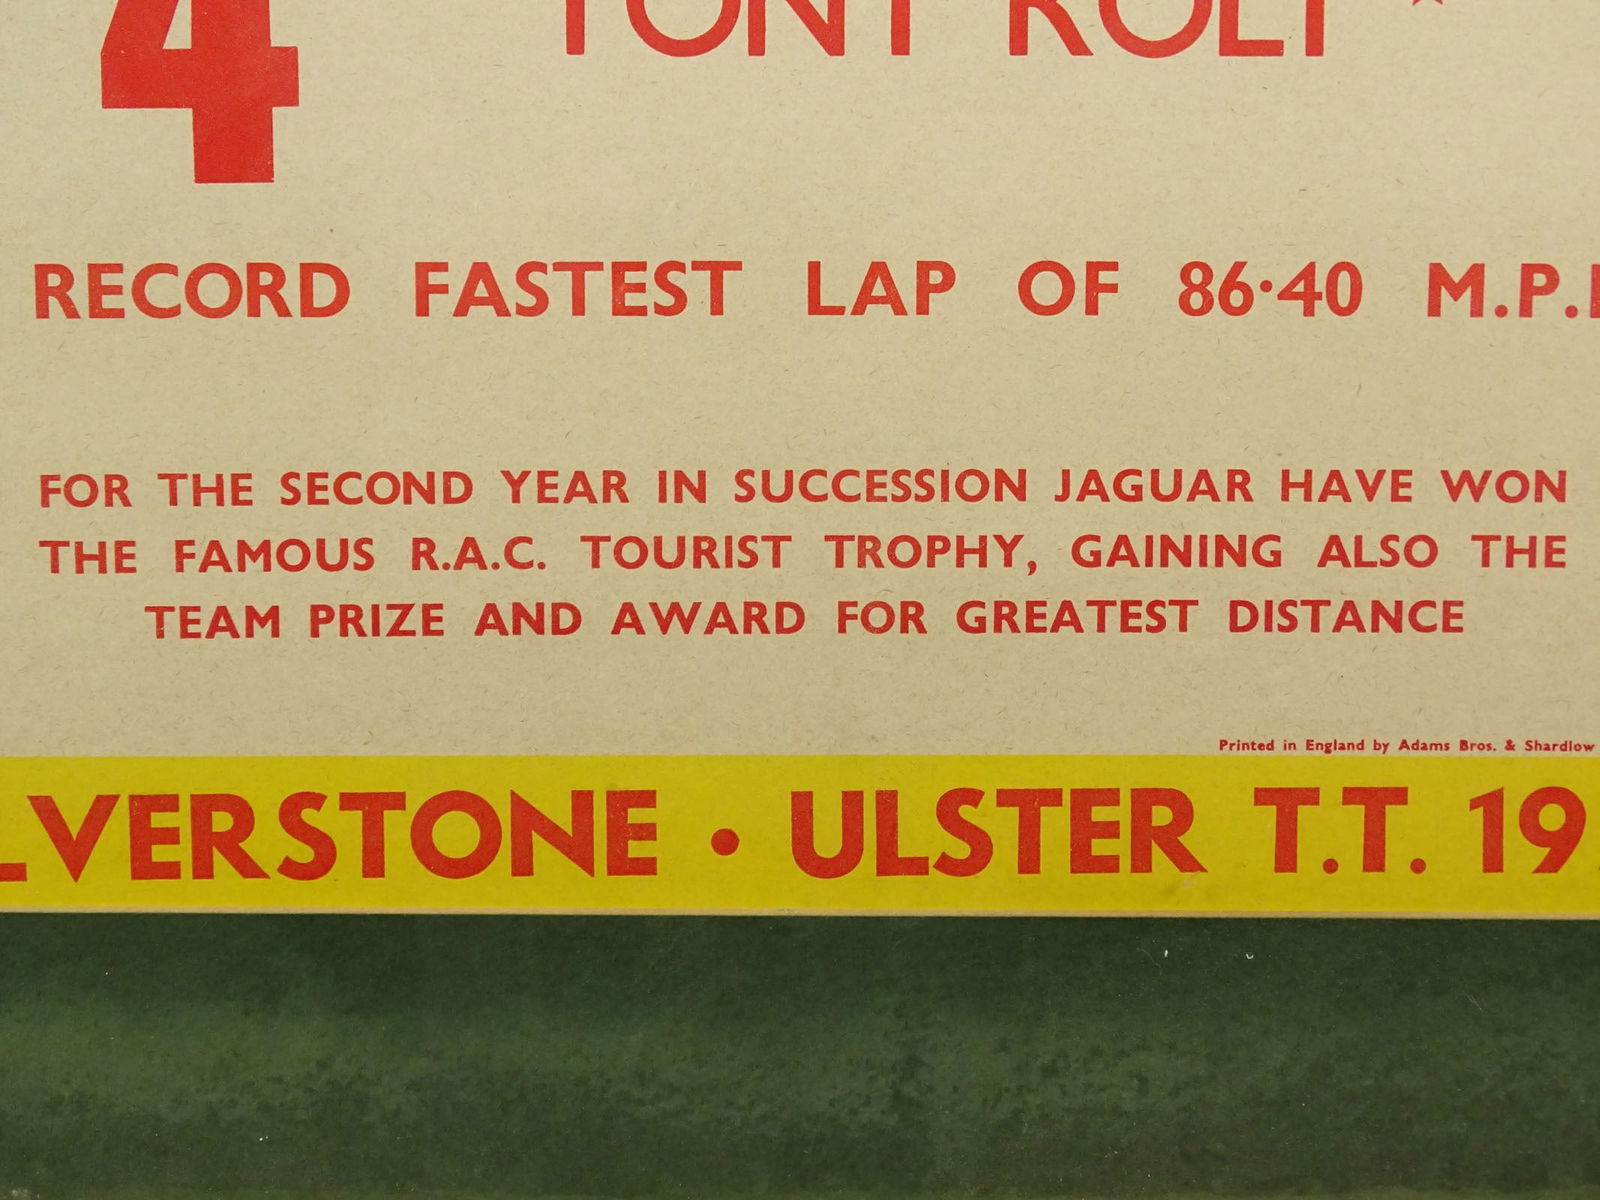 4 TONY ROLT *
RECORD FASTEST LAP OF 86·40 M.P.
FOR THE SECOND YEAR IN SUCCESSION JAGUAR HAVE WON
THE FAMOUS R.A.C. TOURIST TROPHY, GAINING ALSO THE
TEAM PRIZE AND AWARD FOR GREATEST DISTANCE
Printed in England by Adams Bros. & Shardlow
LVERSTONE • ULSTER T.T. 19